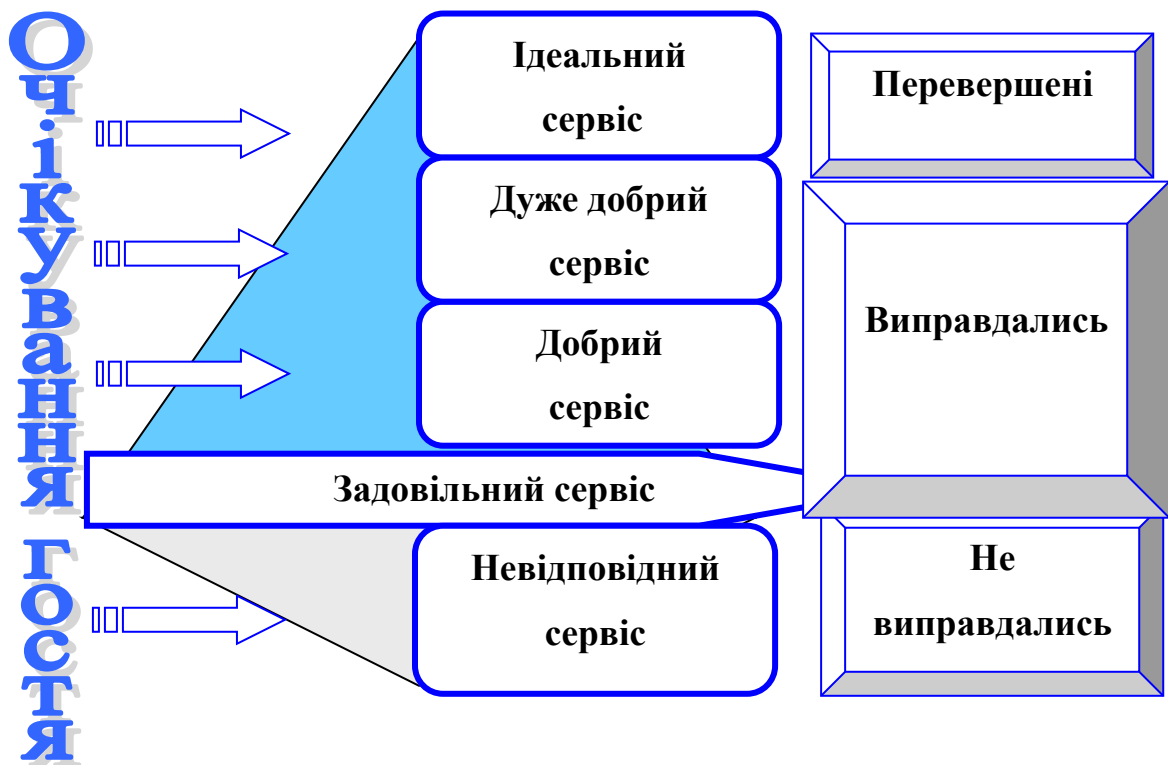 Очікування гостя
Ідеальний
сервіс
Перевершені
Дуже добрий
сервіс
Виправдались
Добрий
сервіс
Задовільний сервіс
Невідповідний
сервіс
Не
виправдались